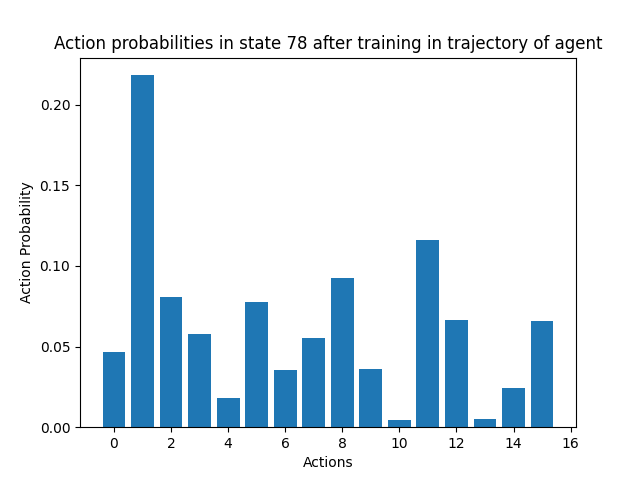 Action probabilities in state 78 after training in trajectory of agent
0.20
0.15
0.10
0.05
0.00
Action Probability
0 2 4 6 8 10 12 14 16
Actions